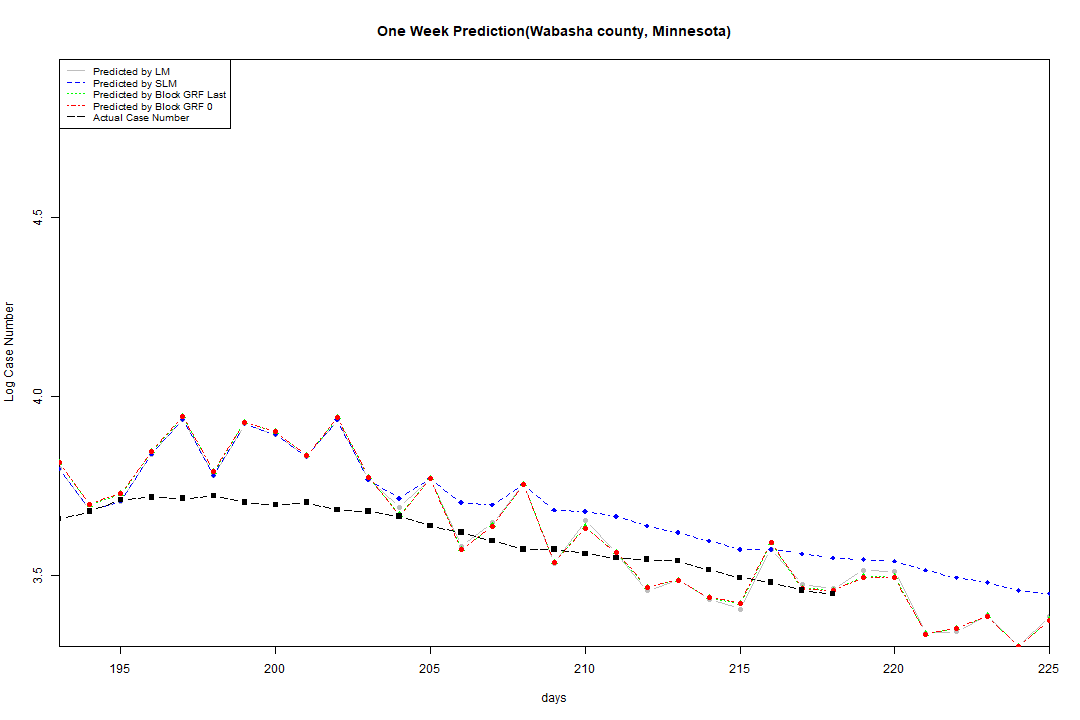 One Week Prediction(Wabasha county, Minnesota)
Predicted by LM
Predicted by SLM
Predicted by Block GRF Last
Predicted by Block GRF 0
Actual Case Number
4.5
4.0
3.5
Log Case Number
195 200 205 210 215 220 225
days